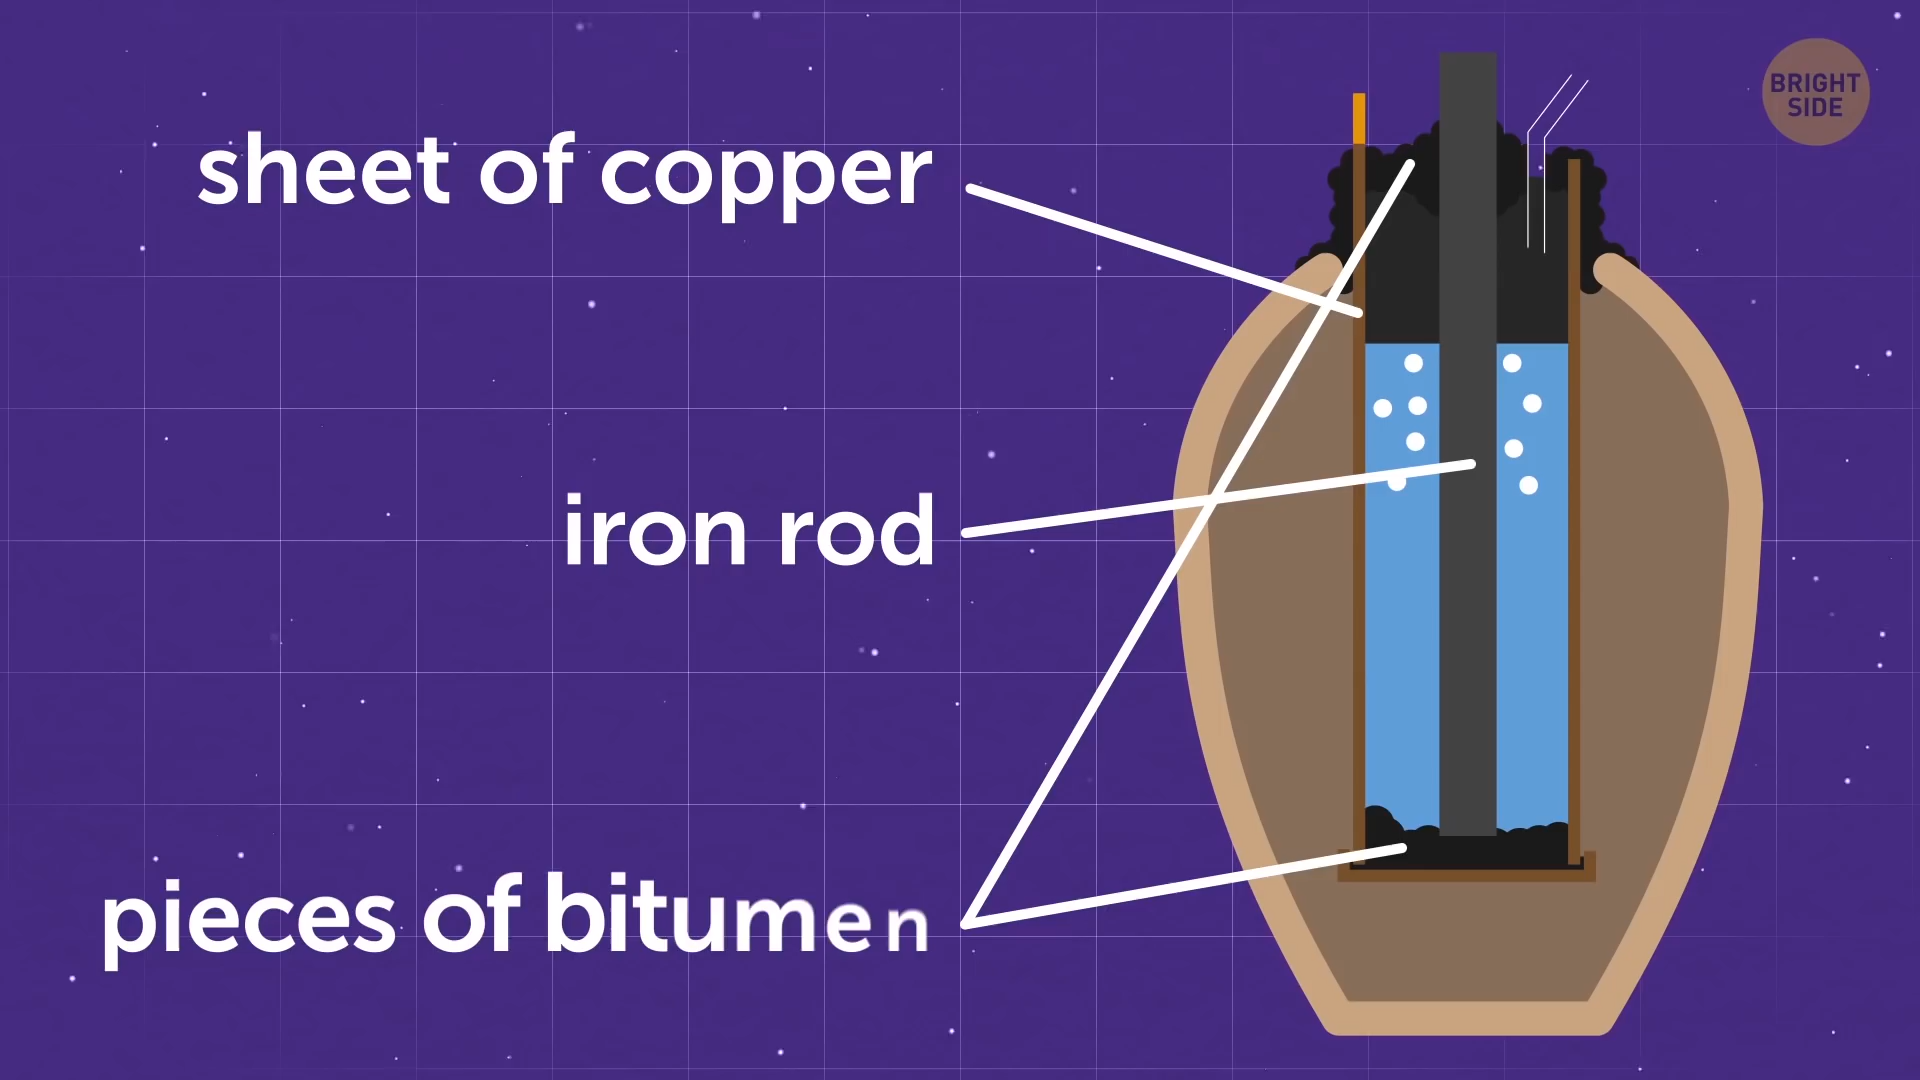 BRIGHT
SIDE
sheet of copper
iron rod
pieces of bitumen